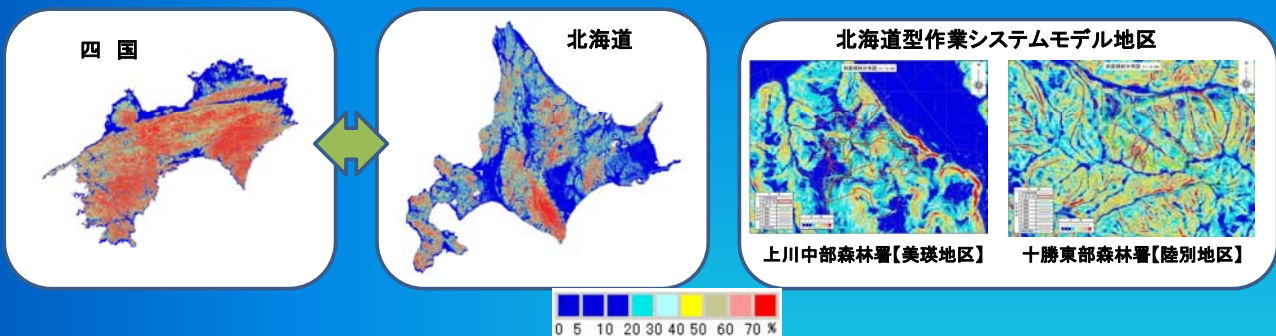 四 国
北海道
北海道型作業システムモデル地区
上川中部森林署【美瑛地区】
十勝東部森林署【陸別地区】
0 5 10 20 30 40 50 60 70 %